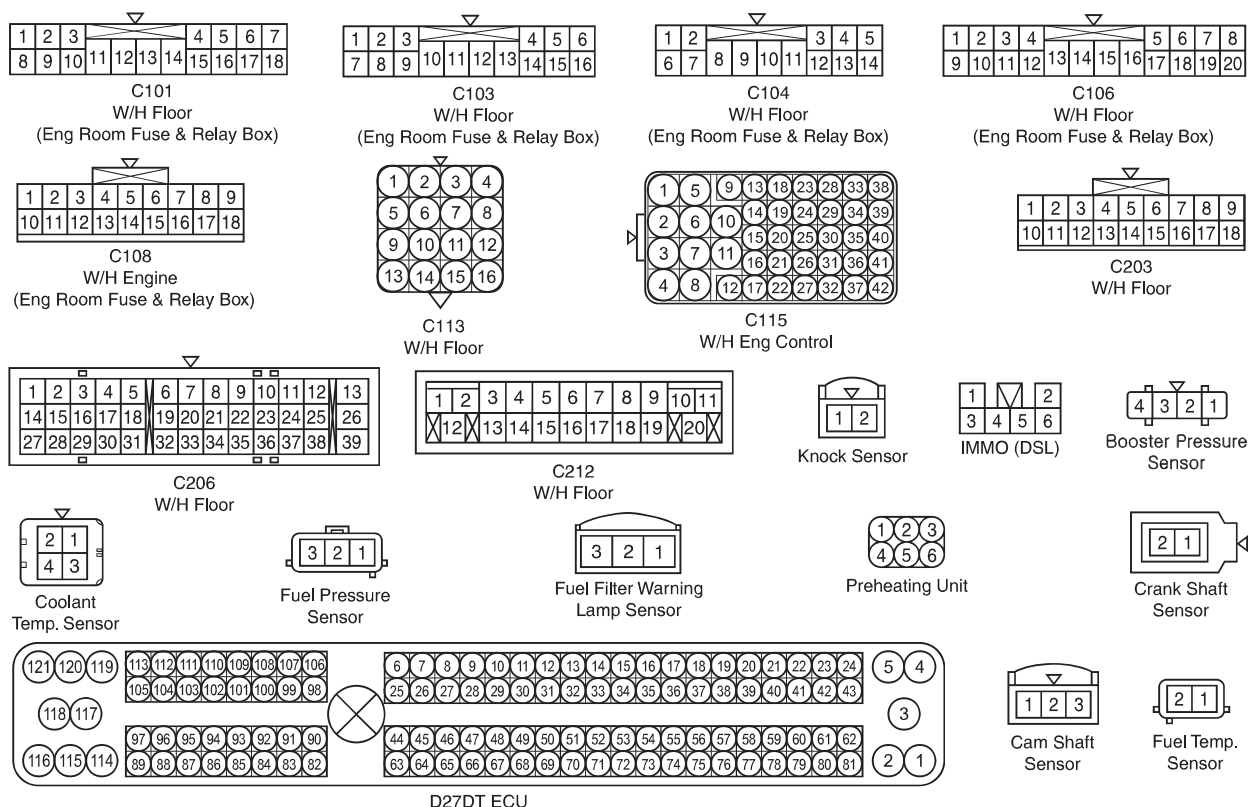 1 2 3 4 5 6 7
8 9 10 11 12 13 14 15 16 17 18
C101
W/H Floor
(Eng Room Fuse & Relay Box)
1 2 3 4 5 6
7 8 9 10 11 12 13 14 15 16
C103
W/H Floor
(Eng Room Fuse & Relay Box)
1 2 3 4 5
6 7 8 9 10 11 12 13 14
C104
W/H Floor
(Eng Room Fuse & Relay Box)
1 2 3 4 5 6 7 8
9 10 11 12 13 14 15 16 17 18 19 20
C106
W/H Floor
(Eng Room Fuse & Relay Box)
1 2 3 4 5 6 7 8 9
10 11 12 13 14 15 16 17 18
C108
W/H Engine
(Eng Room Fuse & Relay Box)
1 2 3 4
5 6 7 8
9 10 11 12
13 14 15 16
C113
W/H Floor
1 5 9 13 18 23 28 33 38
2 6 10 14 19 24 29 34 39
15 20 25 30 35 40
3 7 11 16 21 26 31 36 41
4 8 12 17 22 27 32 37 42
C115
W/H Eng Control
1 2 3 4 5 6 7 8 9
10 11 12 13 14 15 16 17 18
C203
W/H Floor
1 2 3 4 5 6 7 8 9 10 11 12 13
14 15 16 17 18 19 20 21 22 23 24 25 26
27 28 29 30 31 32 33 34 35 36 37 38 39
C206
W/H Floor
1 2 3 4 5 6 7 8 9 10 11
12 13 14 15 16 17 18 19 20
C212
W/H Floor
1 2
Knock Sensor
1 2
3 4 5 6
IMMO (DSL)
4 3 2 1
Booster Pressure
Sensor
2 1
4 3
Coolant
Temp. Sensor
3 2 1
Fuel Pressure
Sensor
3 2 1
Fuel Filter Warning
Lamp Sensor
1 2 3
4 5 6
Preheating Unit
2 1
Crank Shaft
Sensor
121 120 119 113 112 111 110 109 108 107 106 6 7 8 9 10 11 12 13 14 15 16 17 18 19 20 21 22 23 24 5 4
105 104 103 102 101 100 99 98 25 26 27 28 29 30 31 32 33 34 35 36 37 38 39 40 41 42 43
118 117 3
97 96 95 94 93 92 91 90 44 45 46 47 48 49 50 51 52 53 54 55 56 57 58 59 60 61 62
116 115 114 89 88 87 86 85 84 83 82 63 64 65 66 67 68 69 70 71 72 73 74 75 76 77 78 79 80 81 2 1
D27DT ECU
1 2 3
Cam Shaft
Sensor
2 1
Fuel Temp.
Sensor